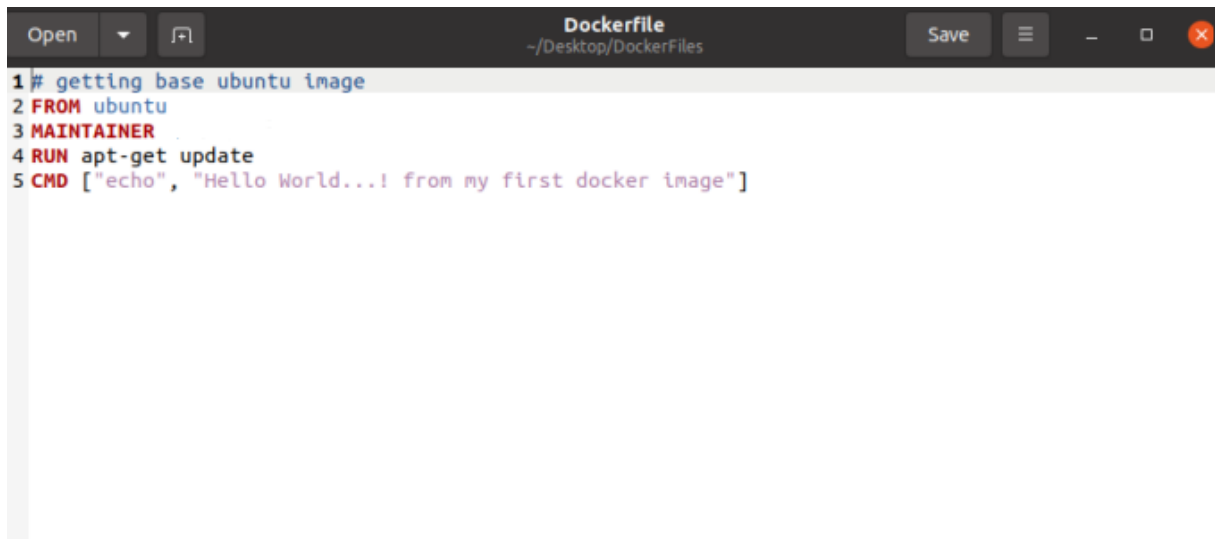 Open
Dockerfile
~/Desktop/DockerFiles
Save
1 # getting base ubuntu image
2 FROM ubuntu
3 MAINTAINER
4 RUN apt-get update
5 CMD ["echo", "Hello World...! from my first docker image"]